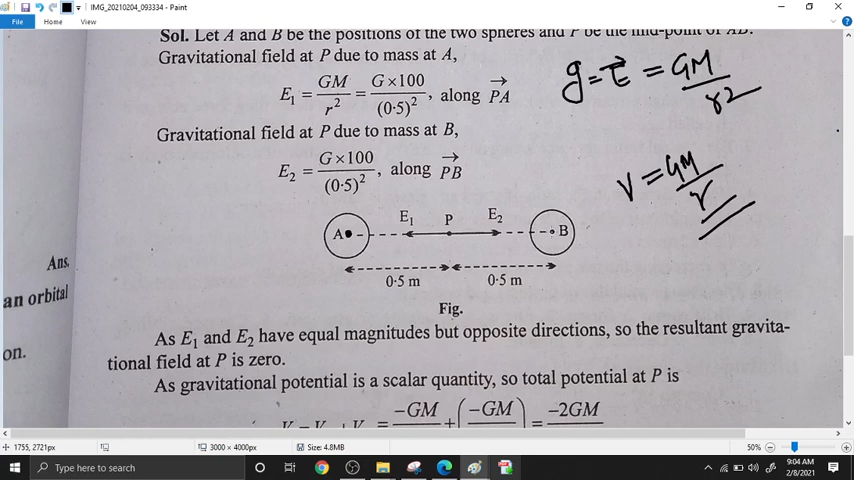 IMG_20210204_093334 - Paint
File
Home
View
Sol. Let A and B be the positions of the two spheres and P be the mid-point of AB.
Gravitational field at P due to mass at A,
E₁ = GM/r² = G×100/(0·5)², along PA→
Gravitational field at P due to mass at B,
E₂ = G×100/(0·5)², along PB→
g = = GM/r²
V = GM/r
A E₁ P E₂ B
0·5 m 0·5 m
Fig.
Ans.
an orbital
on.
As E₁ and E₂ have equal magnitudes but opposite directions, so the resultant gravita-
tional field at P is zero.
As gravitational potential is a scalar quantity, so total potential at P is
= -GM + (-GM) = -2GM
1755, 2721px
3000 × 4000px
Size: 4.8MB
50%
Type here to search
9:04 AM
2/8/2021